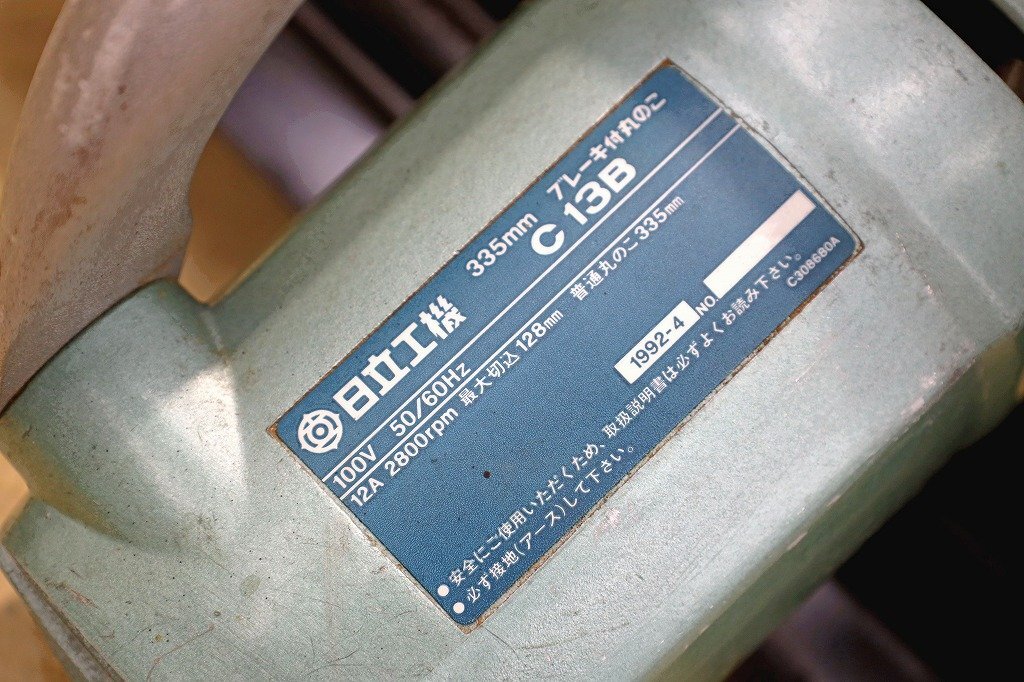 日立工機 335mm ブレーキ付丸のこ
C 13B
100V 50/60Hz
12A 2800rpm 最大切込128mm 普通丸のこ335mm
1992-4 NO.
●安全にご使用いただくため、取扱説明書は必ずよくお読み下さい。
●必ず接地(アース)して下さい。
C308680A